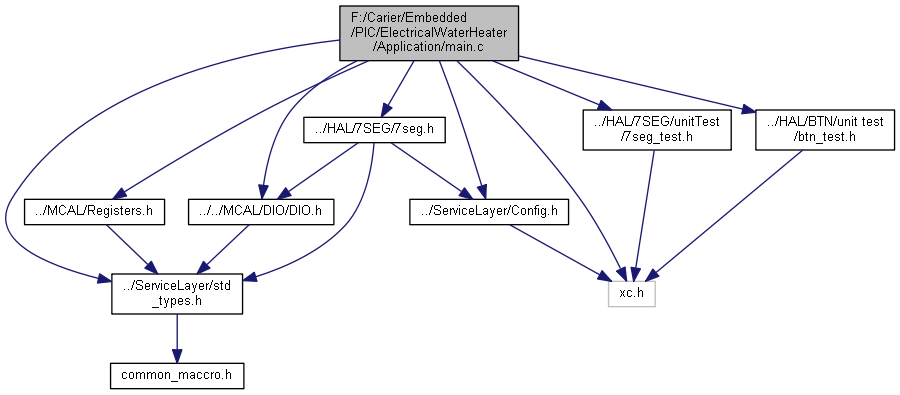 F:/Carier/Embedded
/PIC/ElectricalWaterHeater
/Application/main.c
../HAL/7SEG/7seg.h
../HAL/7SEG/unitTest
/7seg_test.h
../HAL/BTN/unit test
/btn_test.h
../MCAL/Registers.h
../../MCAL/DIO/DIO.h
../ServiceLayer/Config.h
../ServiceLayer/std
_types.h
xc.h
common_maccro.h